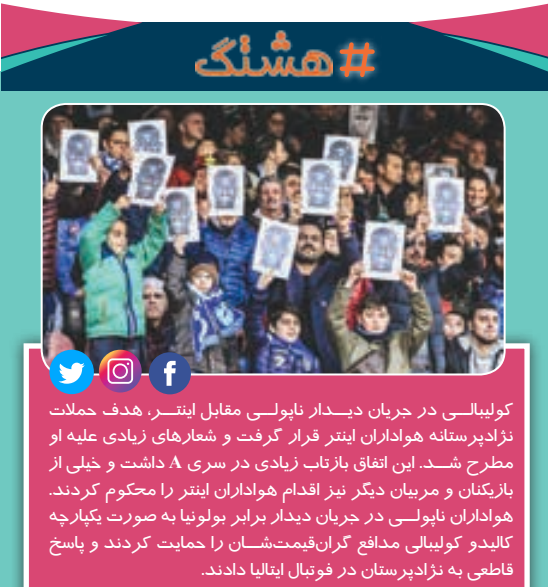 #هشتگ
کولیبالی در جریان دیدار ناپولی مقابل اینتر، هدف حملات
نژادپرستانه هواداران اینتر قرار گرفت و شعارهای زیادی علیه او
مطرح شد. این اتفاق بازتاب زیادی در سری A داشت و خیلی از
بازیکنان و مربیان دیگر نیز اقدام هواداران اینتر را محکوم کردند.
هواداران ناپولی در جریان دیدار برابر بولونیا به صورت یکپارچه
کالیدو کولیبالی مدافع گران‌قیمت‌شان را حمایت کردند و پاسخ
قاطعی به نژادپرستان در فوتبال ایتالیا دادند.